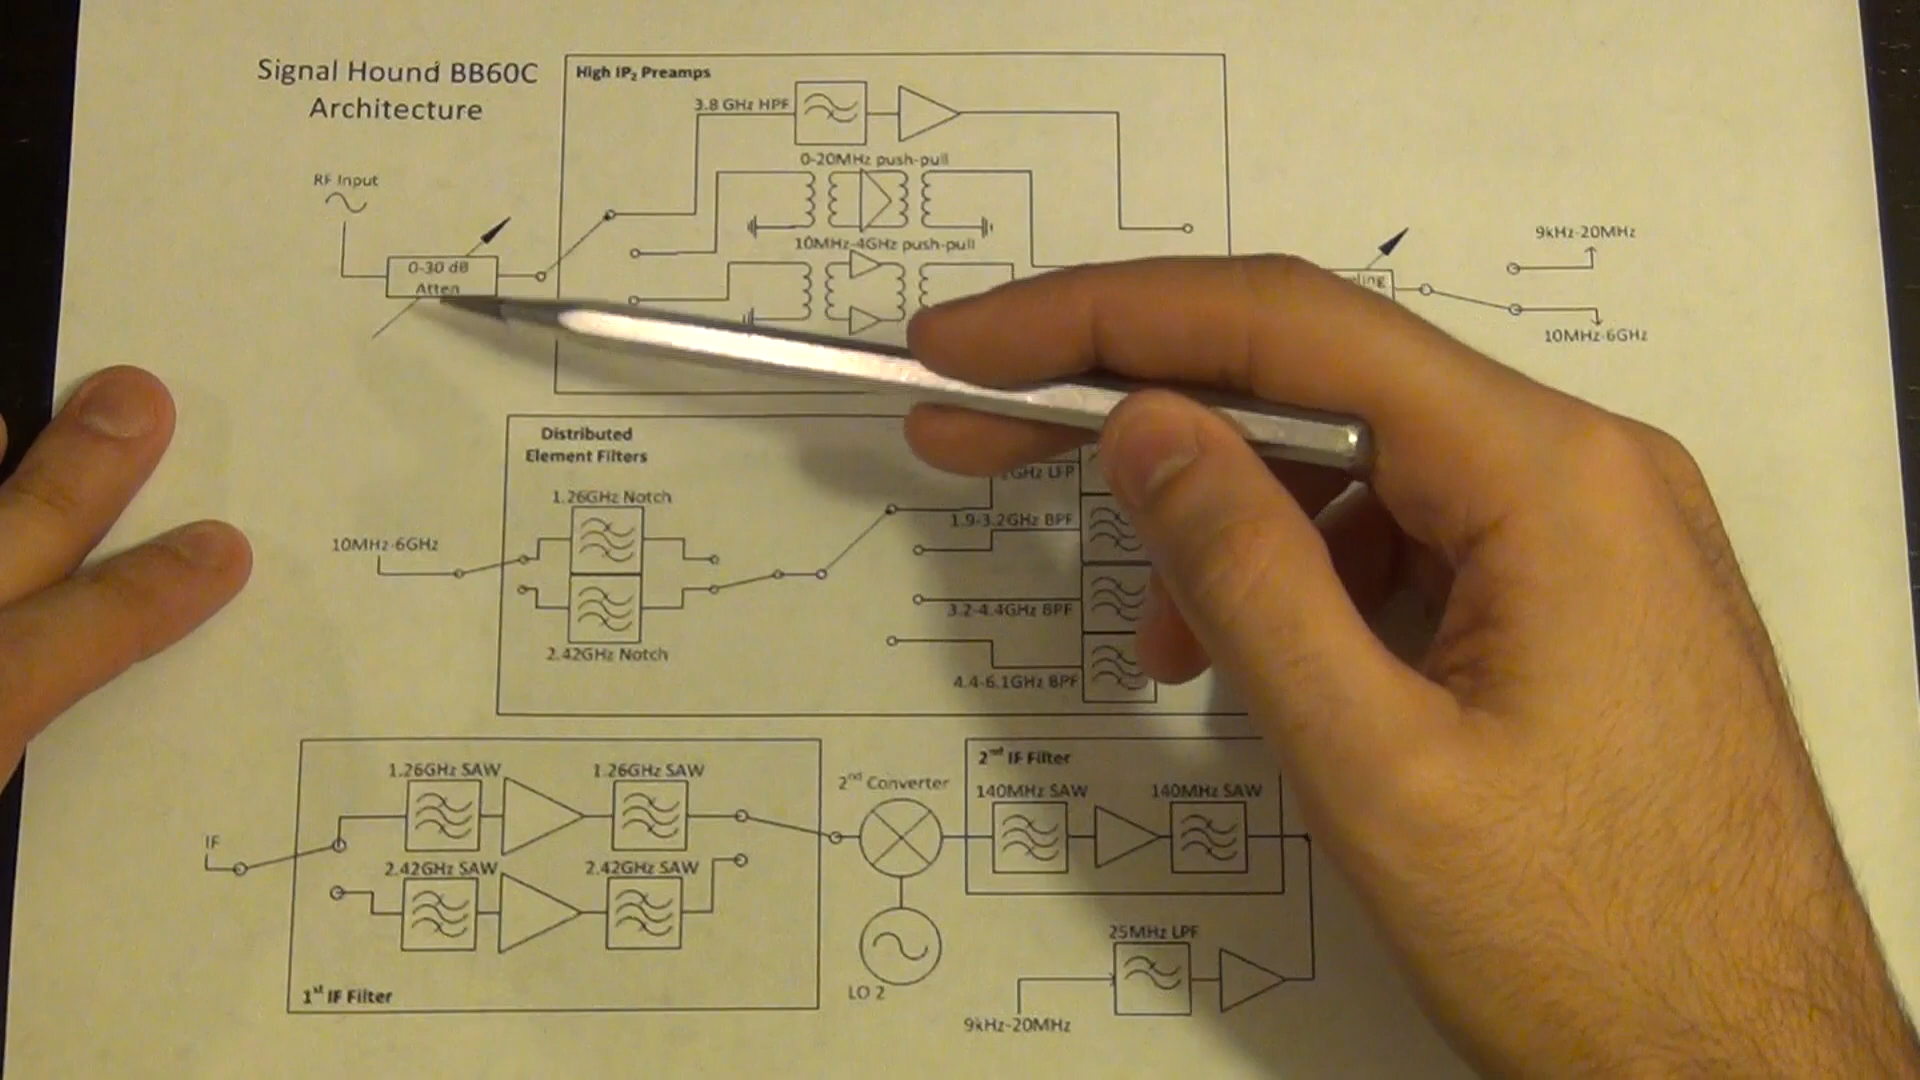 Signal Hound BB60C
Architecture
High IP₂ Preamps
3.8 GHz HPF
0-20MHz push-pull
RF Input
10MHz-4GHz push-pull
0-30 dB
Atten
9kHz-20MHz
10MHz-6GHz
Distributed
Element Filters
1.26GHz Notch
GHz LFP
1.9-3.2GHz BPF
10MHz-6GHz
3.2-4.4GHz BPF
2.42GHz Notch
4.4-6.1GHz BPF
1.26GHz SAW
1.26GHz SAW
2nd Converter
2nd IF Filter
140MHz SAW
140MHz SAW
IF
2.42GHz SAW
2.42GHz SAW
25MHz LPF
1st IF Filter
LO 2
9kHz-20MHz